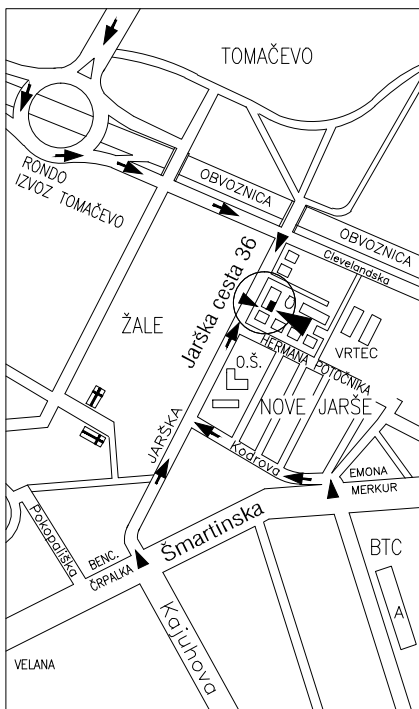 TOMAČEVO
RONDO
IZVOZ TOMAČEVO
OBVOZNICA
OBVOZNICA
Clevelandska
Jarška cesta 36
ŽALE
VRTEC
HERMANA POTOČNIKA
O.Š.
NOVE JARŠE
JARŠKA
Kodrova
EMONA
MERKUR
Pokopališka
Šmartinska
BTC
BENC.
ČRPALKA
A
Kajuhova
VELANA